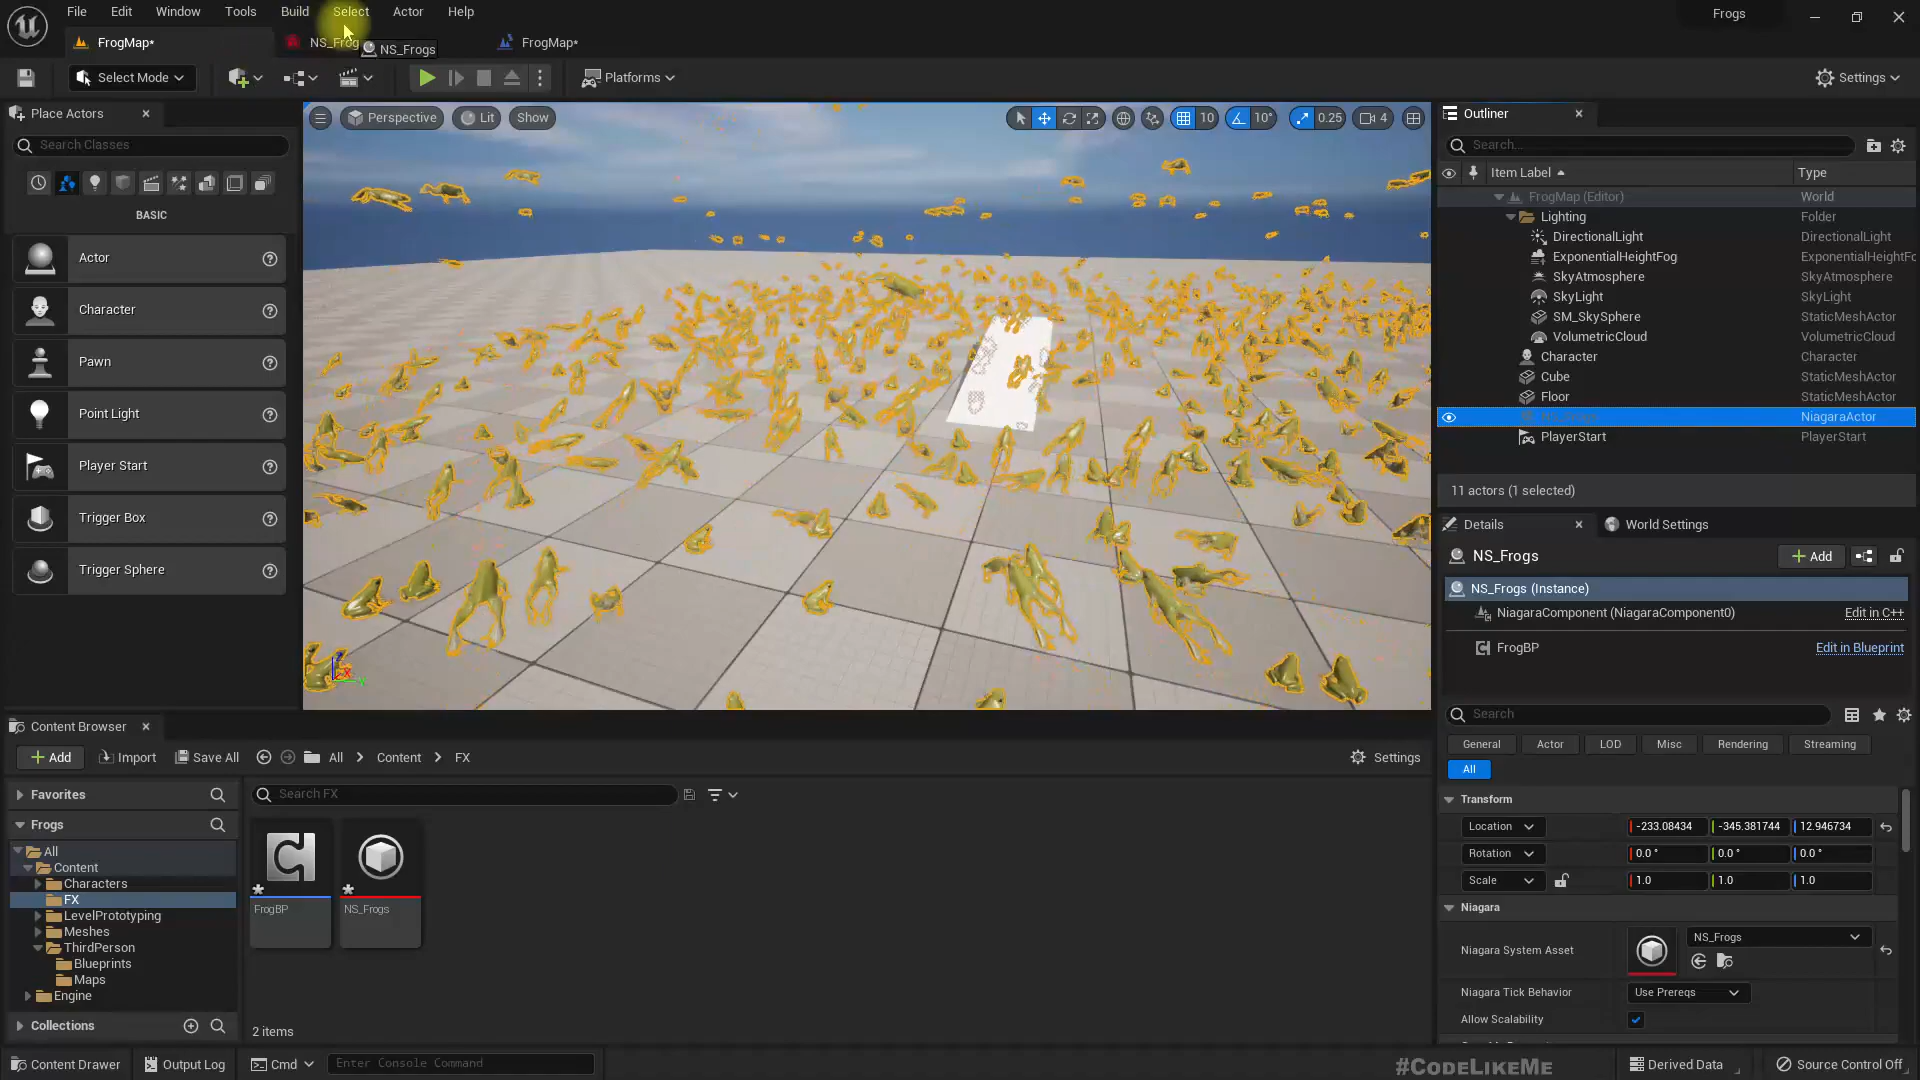 File Edit Window Tools Build Select Actor Help
Frogs
FrogMap*
NS_Frog
NS_Frogs
FrogMap*
Select Mode
Platforms
Settings
Place Actors
Search Classes
BASIC
Actor
Character
Pawn
Point Light
Player Start
Trigger Box
Trigger Sphere
Perspective
Lit
Show
10
10°
0.25
4
Outliner
Search...
Item Label
Type
FrogMap (Editor) World
Lighting Folder
DirectionalLight DirectionalLight
ExponentialHeightFog ExponentialHeightFo
SkyAtmosphere SkyAtmosphere
SkyLight SkyLight
SM_SkySphere StaticMeshActor
VolumetricCloud VolumetricCloud
Character Character
Cube StaticMeshActor
Floor StaticMeshActor
NiagaraActor
PlayerStart PlayerStart
11 actors (1 selected)
Details
World Settings
NS_Frogs
Add
NS_Frogs (Instance)
NiagaraComponent (NiagaraComponent0) Edit in C++
FrogBP Edit in Blueprint
Search
General Actor LOD Misc Rendering Streaming
All
Transform
Location -233.08434 -345.381744 12.946734
Rotation 0.0 ° 0.0 ° 0.0 °
Scale 1.0 1.0 1.0
Niagara
Niagara System Asset
NS_Frogs
Niagara Tick Behavior Use Prereqs
Allow Scalability
Content Browser
Add Import Save All All Content FX Settings
Favorites
Search FX
Frogs
All
Content
Characters
FX
LevelPrototyping
Meshes
ThirdPerson
Blueprints
Maps
Engine
Collections
FrogBP
NS_Frogs
2 items
Content Drawer Output Log Cmd Enter Console Command
#CodeLikeMe
Derived Data
Source Control Off